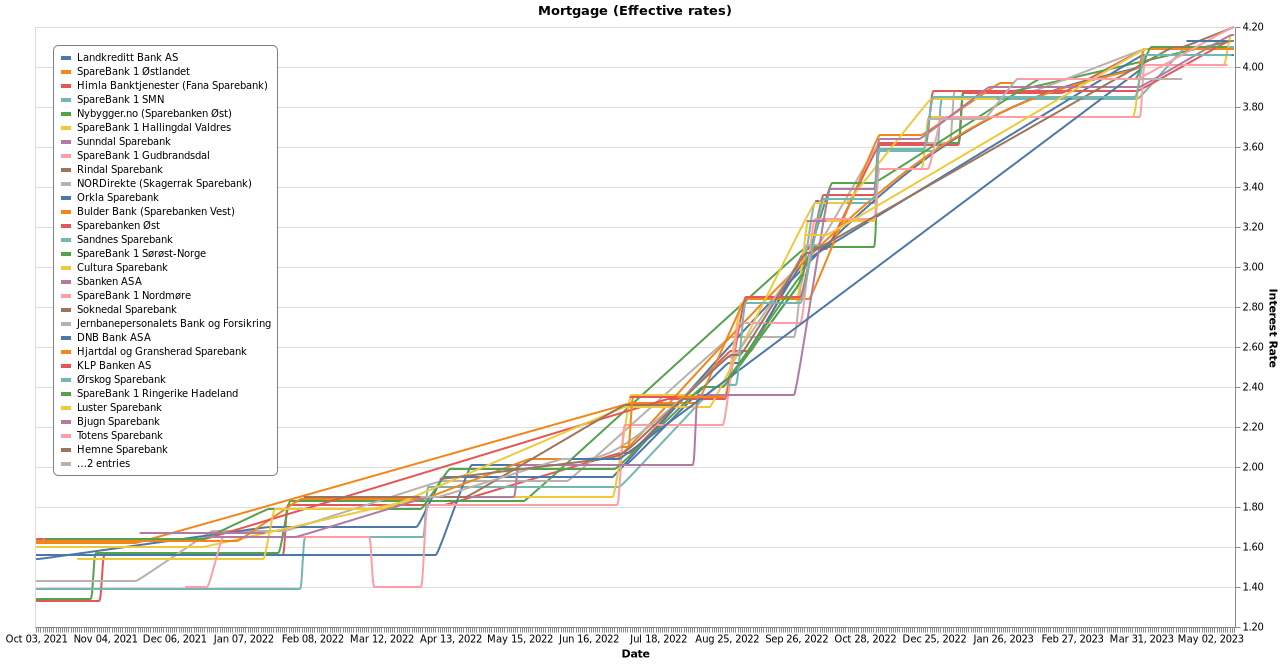 Mortgage (Effective rates)
Landkreditt Bank AS
SpareBank 1 Østlandet
Himla Banktjenester (Fana Sparebank)
SpareBank 1 SMN
Nybygger.no (Sparebanken Øst)
SpareBank 1 Hallingdal Valdres
Sunndal Sparebank
SpareBank 1 Gudbrandsdal
Rindal Sparebank
NORDirekte (Skagerrak Sparebank)
Orkla Sparebank
Bulder Bank (Sparebanken Vest)
Sparebanken Øst
Sandnes Sparebank
SpareBank 1 Sørøst-Norge
Cultura Sparebank
Sbanken ASA
SpareBank 1 Nordmøre
Soknedal Sparebank
Jernbanepersonalets Bank og Forsikring
DNB Bank ASA
Hjartdal og Gransherad Sparebank
KLP Banken AS
Ørskog Sparebank
SpareBank 1 Ringerike Hadeland
Luster Sparebank
Bjugn Sparebank
Totens Sparebank
Hemne Sparebank
...2 entries
4.20
4.00
3.80
3.60
3.40
3.20
3.00
2.80
2.60
2.40
2.20
2.00
1.80
1.60
1.40
1.20
Interest Rate
Oct 03, 2021 Nov 04, 2021 Dec 06, 2021 Jan 07, 2022 Feb 08, 2022 Mar 12, 2022 Apr 13, 2022 May 15, 2022 Jun 16, 2022 Jul 18, 2022 Aug 25, 2022 Sep 26, 2022 Oct 28, 2022 Dec 25, 2022 Jan 26, 2023 Feb 27, 2023 Mar 31, 2023 May 02, 2023
Date